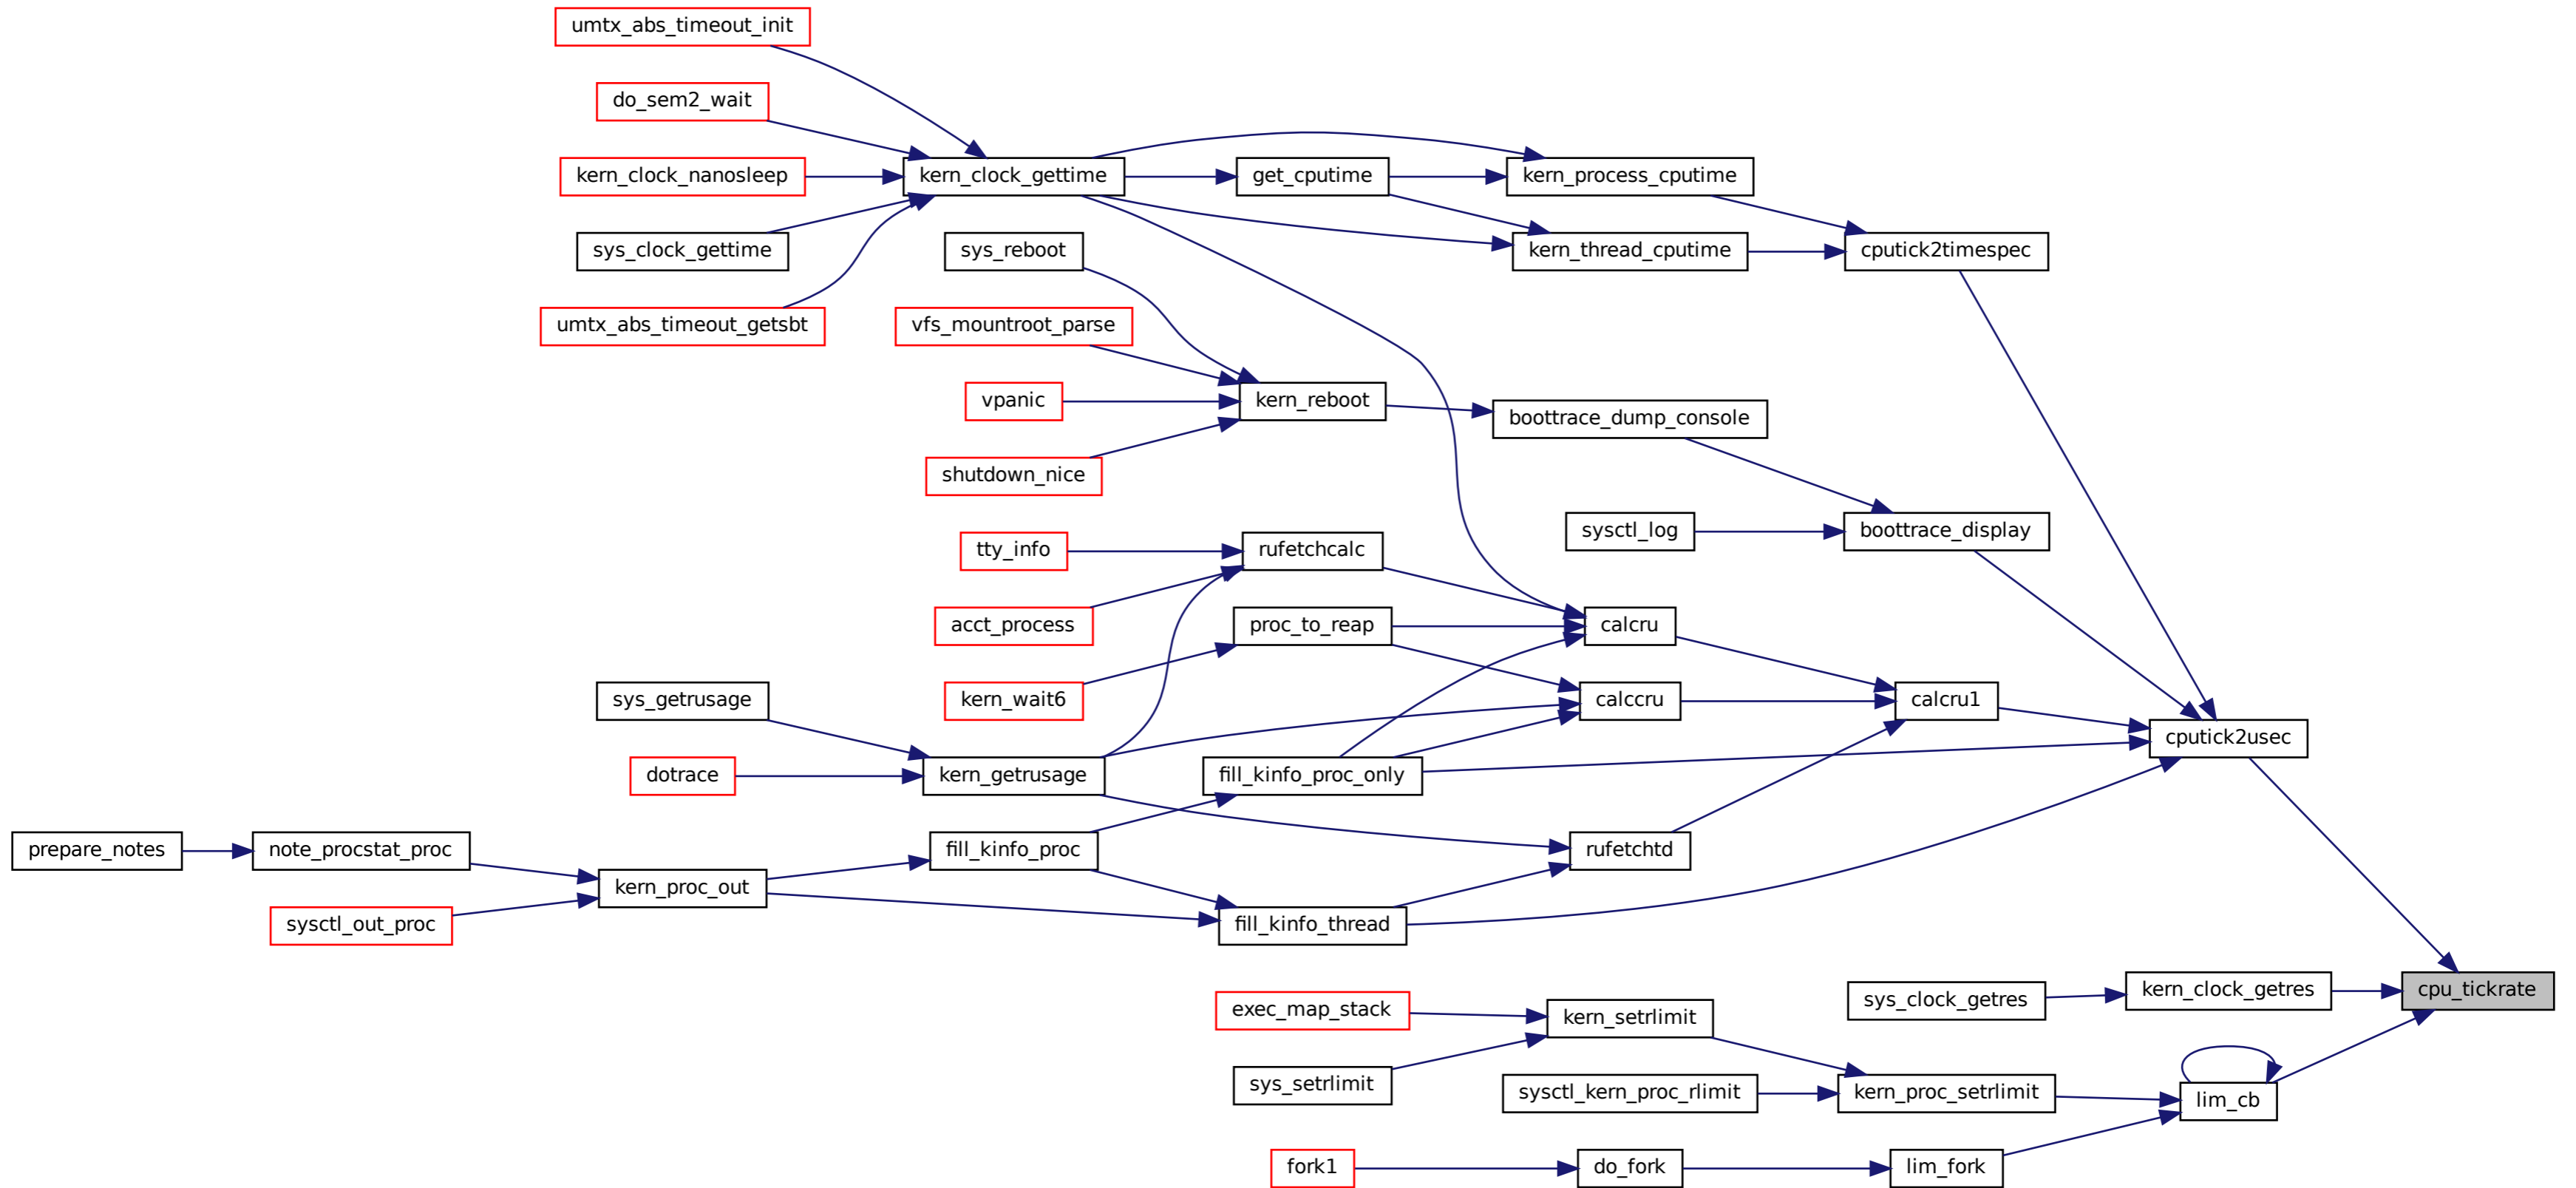 umtx_abs_timeout_init
do_sem2_wait
kern_clock_nanosleep
kern_clock_gettime
get_cputime
kern_process_cputime
sys_clock_gettime
sys_reboot
kern_thread_cputime
cputick2timespec
umtx_abs_timeout_getsbt
vfs_mountroot_parse
vpanic
kern_reboot
boottrace_dump_console
shutdown_nice
sysctl_log
boottrace_display
tty_info
rufetchcalc
acct_process
proc_to_reap
calcru
sys_getrusage
kern_wait6
calccru
calcru1
cputick2usec
dotrace
kern_getrusage
fill_kinfo_proc_only
prepare_notes
note_procstat_proc
fill_kinfo_proc
rufetchtd
kern_proc_out
sysctl_out_proc
fill_kinfo_thread
exec_map_stack
kern_setrlimit
sys_clock_getres
kern_clock_getres
cpu_tickrate
sys_setrlimit
sysctl_kern_proc_rlimit
kern_proc_setrlimit
lim_cb
fork1
do_fork
lim_fork